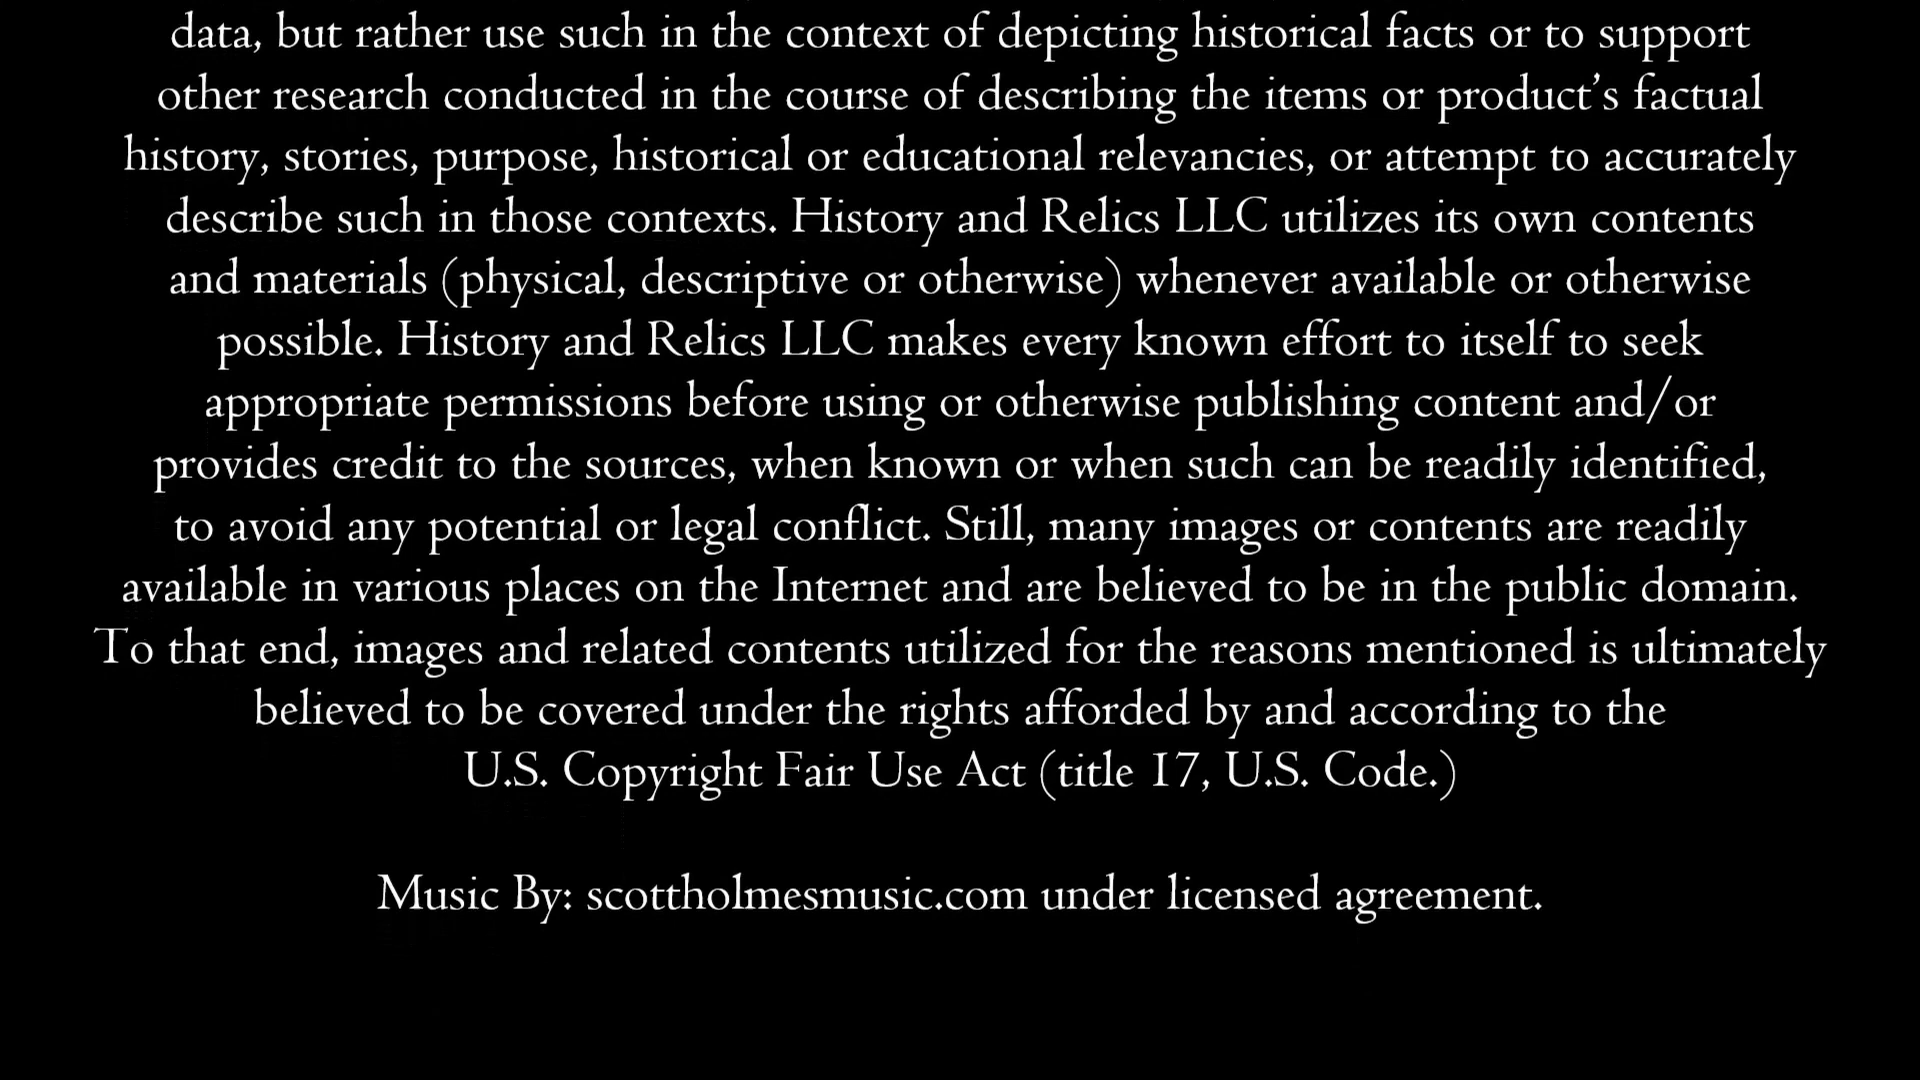 data, but rather use such in the context of depicting historical facts or to support
other research conducted in the course of describing the items or product’s factual
history, stories, purpose, historical or educational relevancies, or attempt to accurately
describe such in those contexts. History and Relics LLC utilizes its own contents
and materials (physical, descriptive or otherwise) whenever available or otherwise
possible. History and Relics LLC makes every known effort to itself to seek
appropriate permissions before using or otherwise publishing content and/or
provides credit to the sources, when known or when such can be readily identified,
to avoid any potential or legal conflict. Still, many images or contents are readily
available in various places on the Internet and are believed to be in the public domain.
To that end, images and related contents utilized for the reasons mentioned is ultimately
believed to be covered under the rights afforded by and according to the
U.S. Copyright Fair Use Act (title 17, U.S. Code.)
Music By: scottholmesmusic.com under licensed agreement.